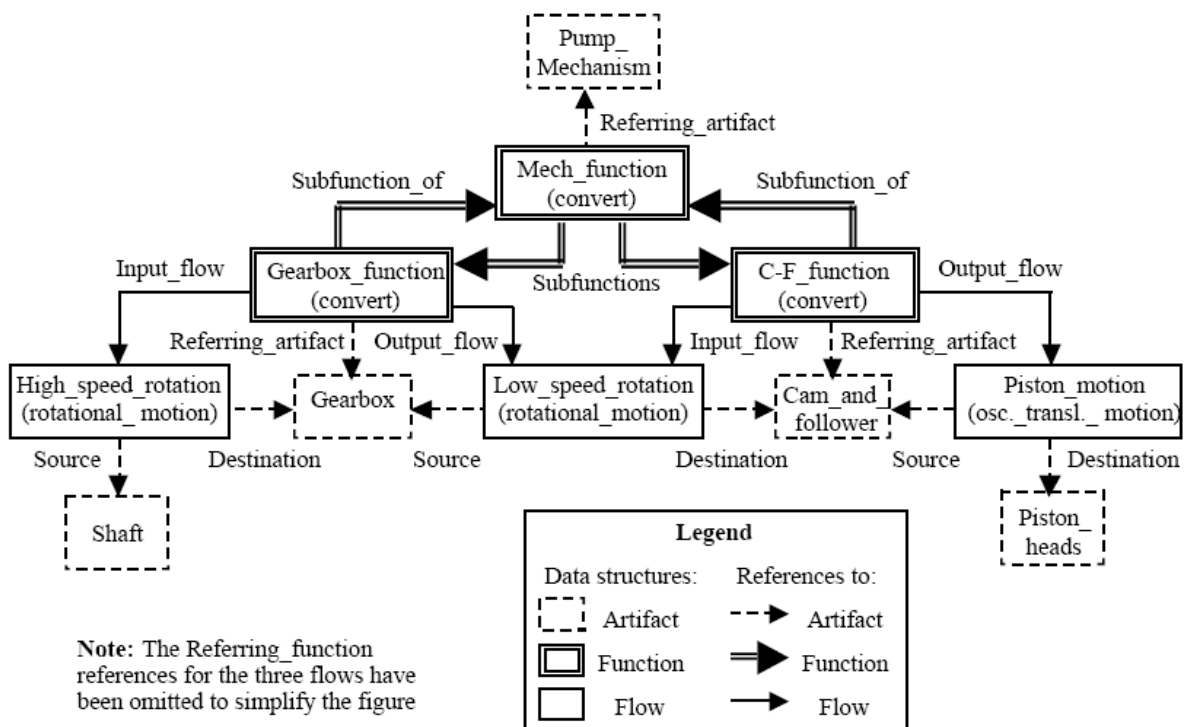 Pump_
Mechanism
Referring_artifact
Subfunction_of
Mech_function
(convert)
Subfunction_of
Input_flow
Gearbox_function
(convert)
Subfunctions
C-F_function
(convert)
Output_flow
Referring_artifact
Output_flow
Input_flow
Referring_artifact
High_speed_rotation
(rotational_ motion)
Gearbox
Low_speed_rotation
(rotational_motion)
Cam_and_
follower
Piston_motion
(osc._transl._ motion)
Source
Destination
Source
Destination
Source
Destination
Shaft
Piston_
heads
Legend
Data structures:
References to:
Artifact
Artifact
Function
Function
Flow
Flow
Note: The Referring_function
references for the three flows have
been omitted to simplify the figure